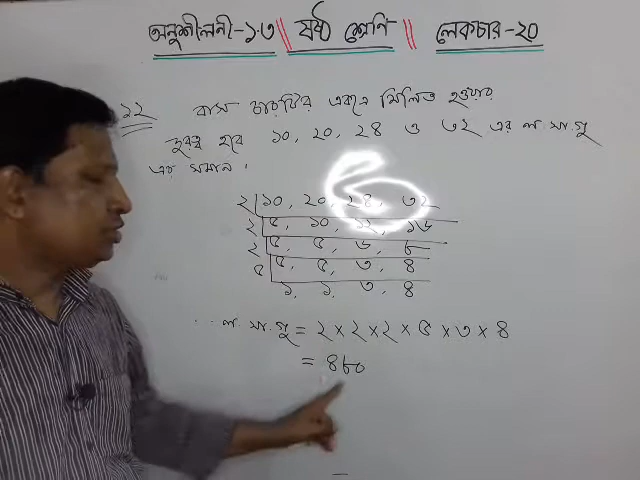 অনুশীলনী-১.৩ || ষষ্ঠ শ্রেণি || লেকচার-২০
১২ বাস চারটির একত্রে মিলিত হওয়ার
দুরত্ব হবে ১০, ২০, ২৪ ও ৩২ এর ল.সা.গু
এর সমান।
২ | ১০, ২০, ২৪, ৩২
২ | ৫, ১০, ১২, ১৬
২ | ৫, ৫, ৬, ৮
৫ | ৫, ৫, ৩, ৪
১, ১, ৩, ৪
∴ ল.সা.গু = ২ × ২ × ২ × ৫ × ৩ × ৪
= ৪৮০